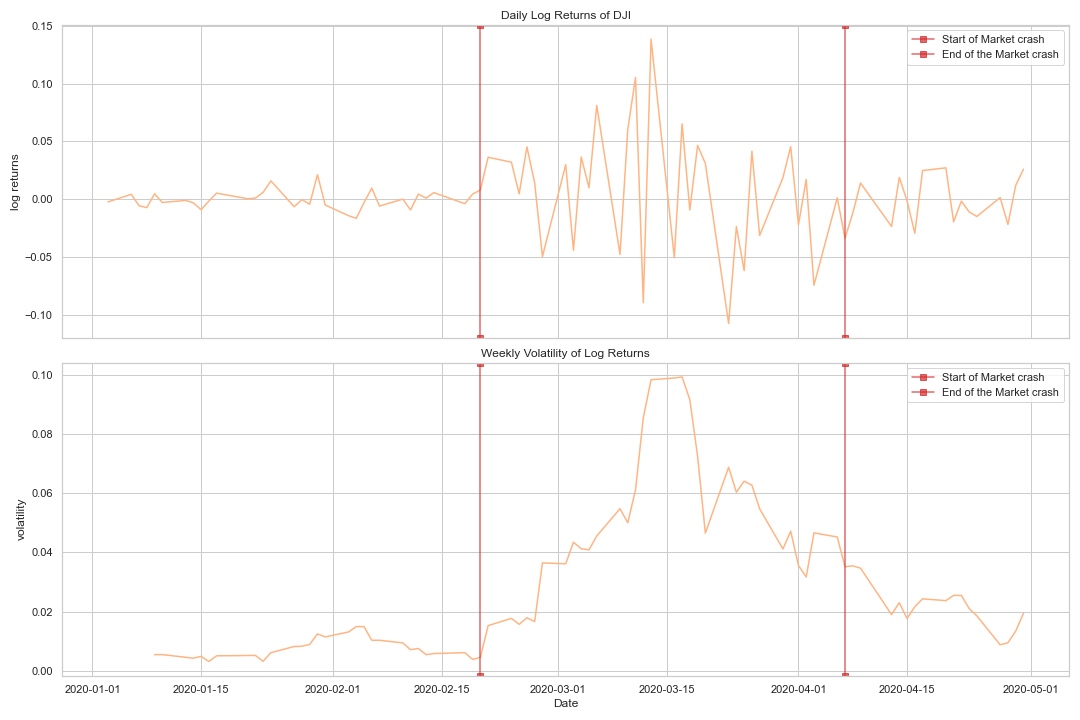 Daily Log Returns of DJI
0.15
0.10
0.05
0.00
−0.05
−0.10
log returns
Start of Market crash
End of the Market crash
Weekly Volatility of Log Returns
0.10
0.08
0.06
0.04
0.02
0.00
volatility
Start of Market crash
End of the Market crash
2020-01-01 2020-01-15 2020-02-01 2020-02-15 2020-03-01 2020-03-15 2020-04-01 2020-04-15 2020-05-01
Date